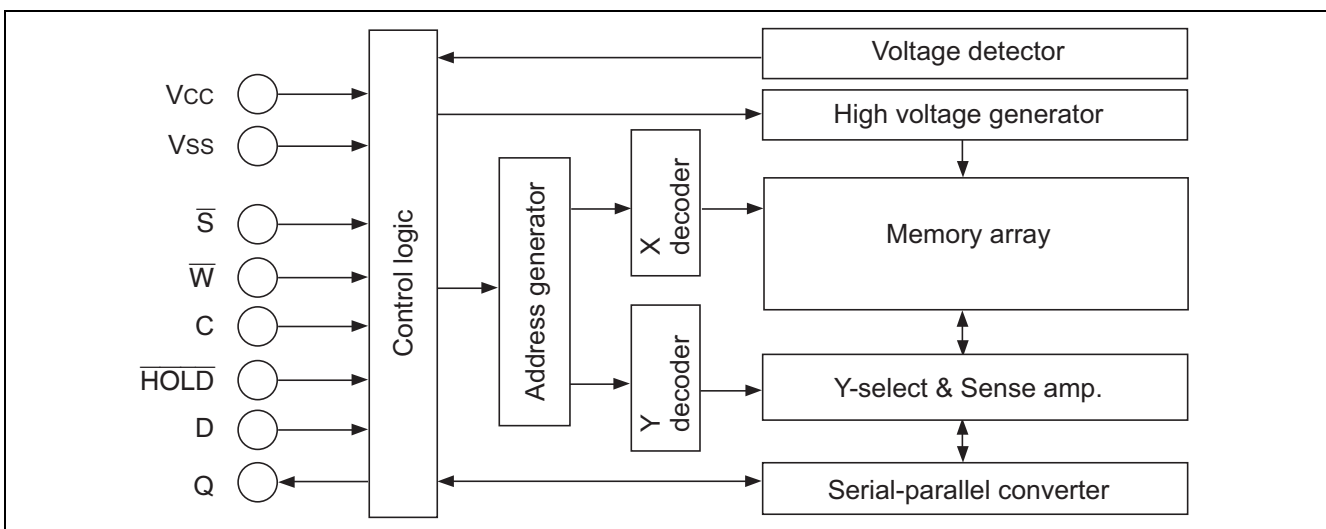 VCC
VSS
S̅
W̅
C
H̅O̅L̅D̅
D
Q
Control logic
Address generator
X
decoder
Y
decoder
Voltage detector
High voltage generator
Memory array
Y-select & Sense amp.
Serial-parallel converter